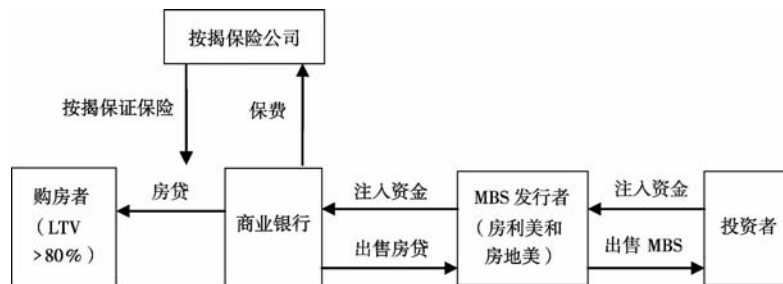 按揭保险公司
按揭保证保险
保费
购房者
（LTV
>80%）
房贷
商业银行
注入资金
出售房贷
MBS 发行者
（房利美和
房地美）
注入资金
出售 MBS
投资者